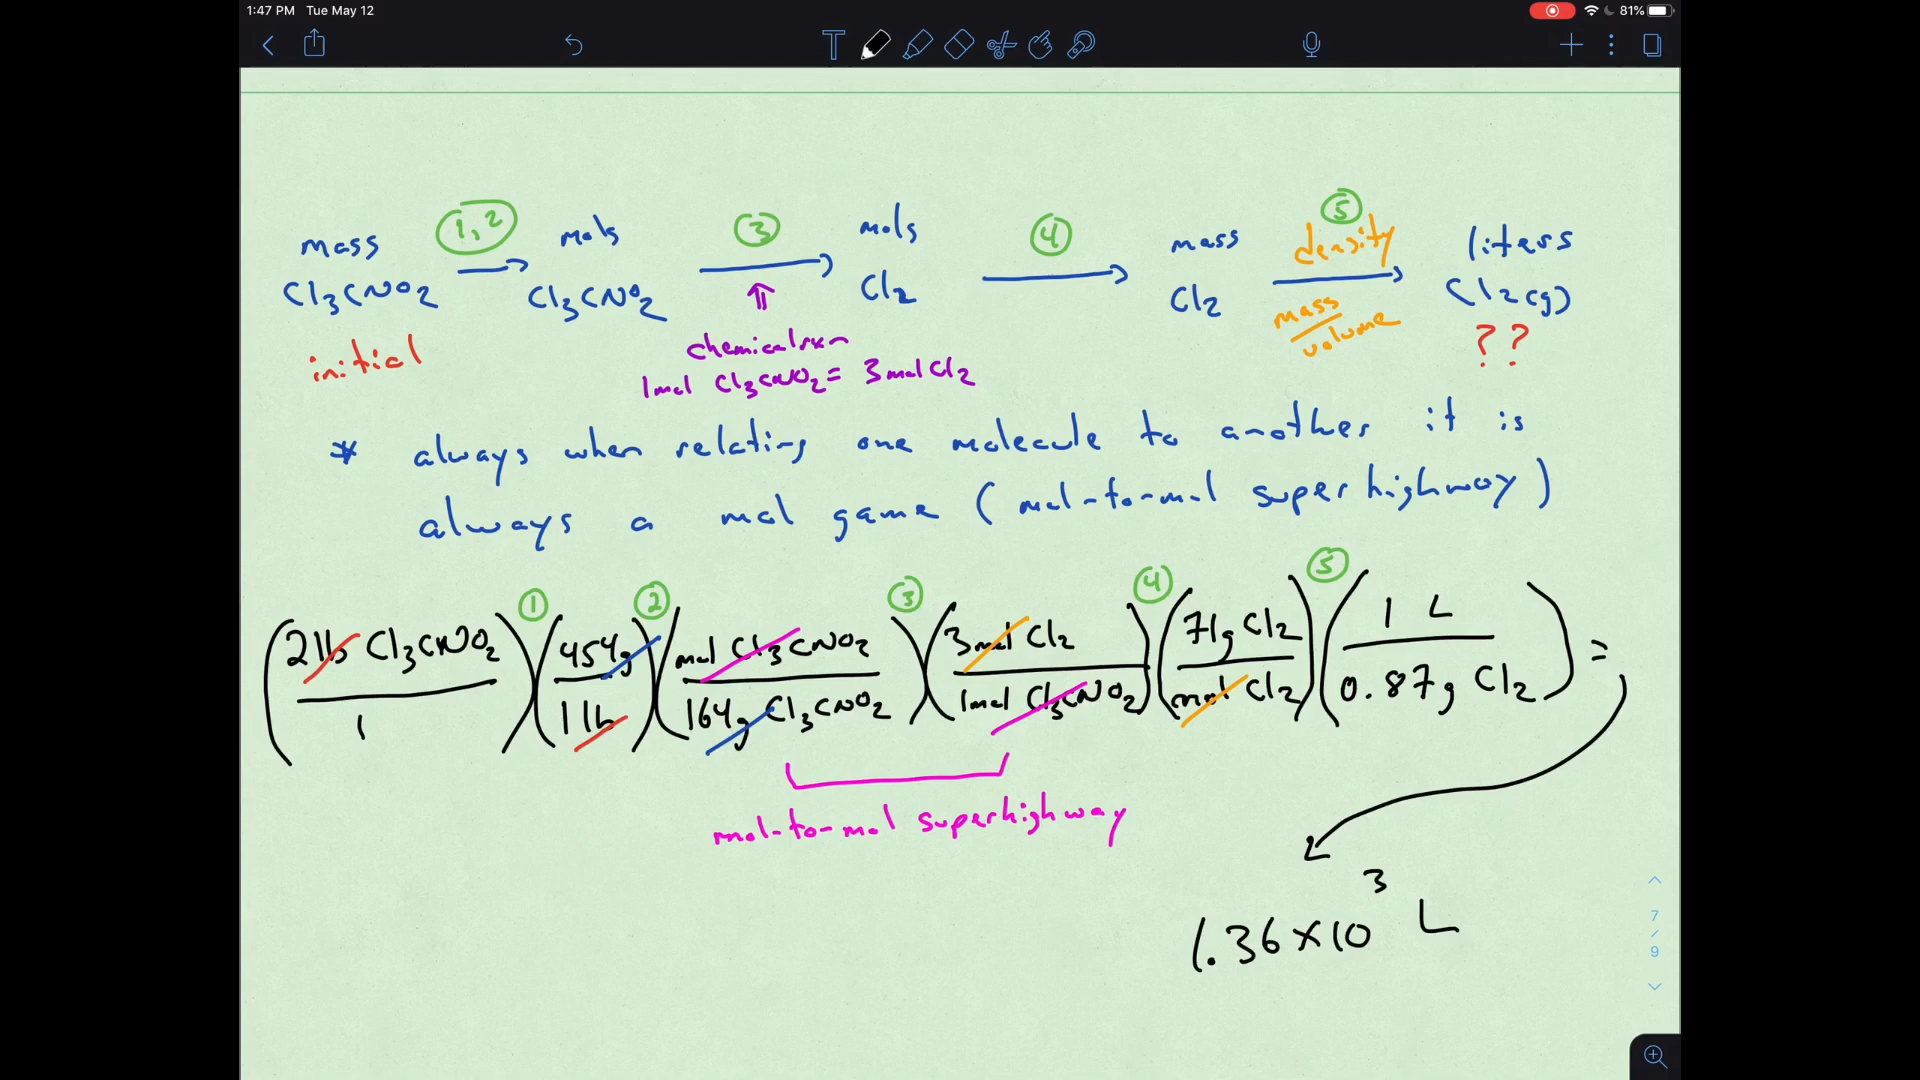 1:47 PM Tue May 12
81%
1,2 3 4 5
mass mols mols mass density liters
Cl3CNO2 Cl3CNO2 Cl2 Cl2 mass Cl2(g)
volume
initial ??
chemical rxn
1mol Cl3CNO2 = 3mol Cl2
* always when relating one molecule to another it is
always a mol game (mol-to-mol superhighway)
1 2 3 4 5
(2lb Cl3CNO2)(454g)(mol Cl3CNO2)(3mol Cl2)(71g Cl2)(1 L) =
1 1lb 164g Cl3CNO2 1mol Cl3CNO2 mol Cl2 0.87g Cl2
mol-to-mol superhighway
1.36×10³ L
7
/
9